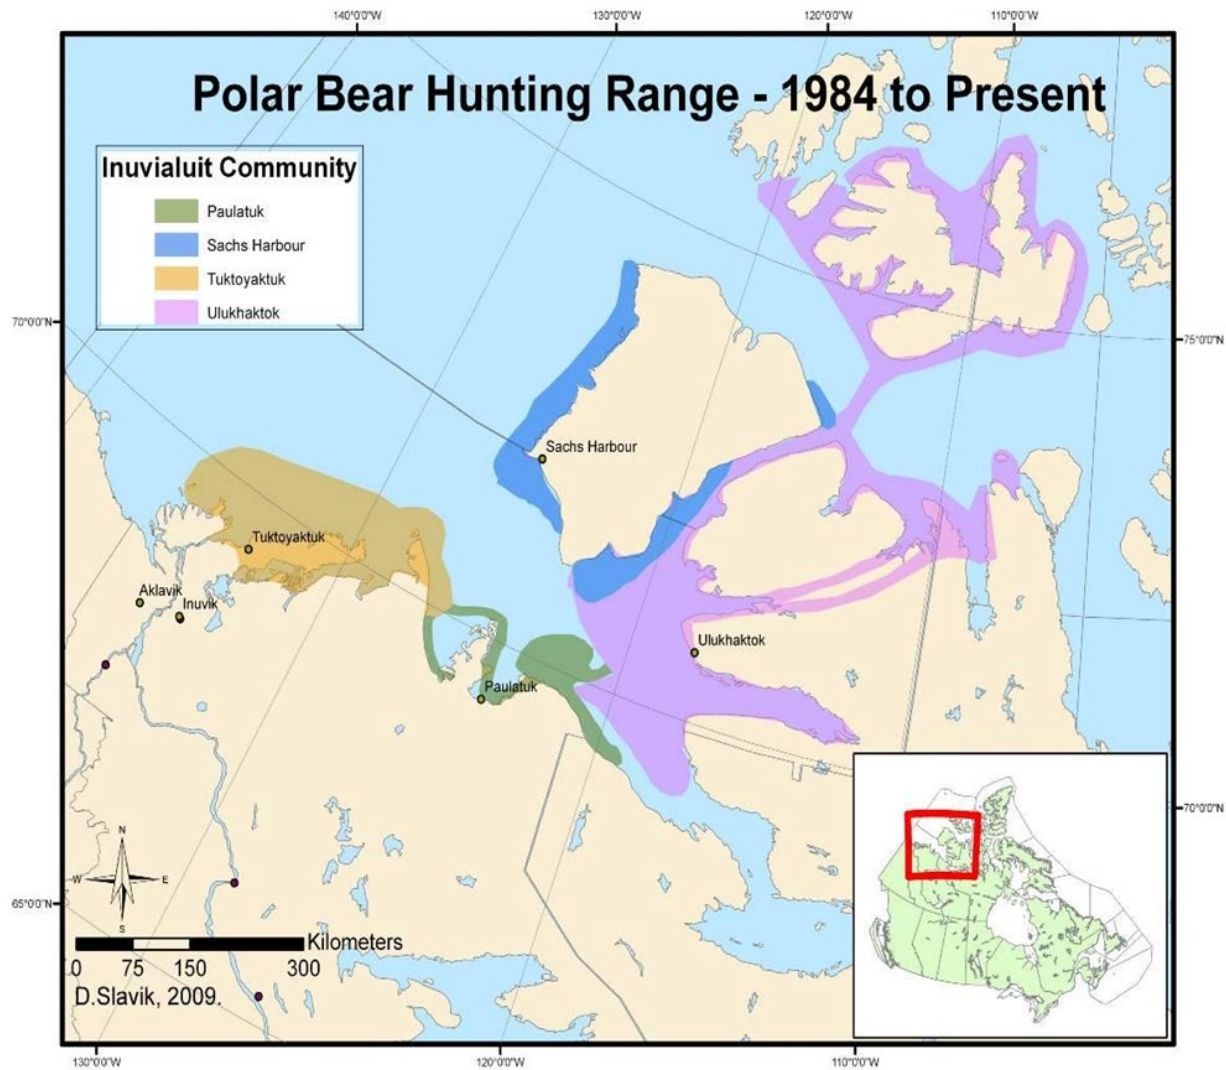 140°0'0"W
130°0'0"W
120°0'0"W
110°0'0"W
Polar Bear Hunting Range - 1984 to Present
Inuvialuit Community
Paulatuk
Sachs Harbour
Tuktoyaktuk
Ulukhaktok
70°0'0"N
75°0'0"N
Sachs Harbour
Tuktoyaktuk
Aklavik
Inuvik
Ulukhaktok
Paulatuk
70°0'0"N
N
W E
S
65°0'0"N
Kilometers
0 75 150 300
D.Slavik, 2009.
130°0'0"W
120°0'0"W
110°0'0"W